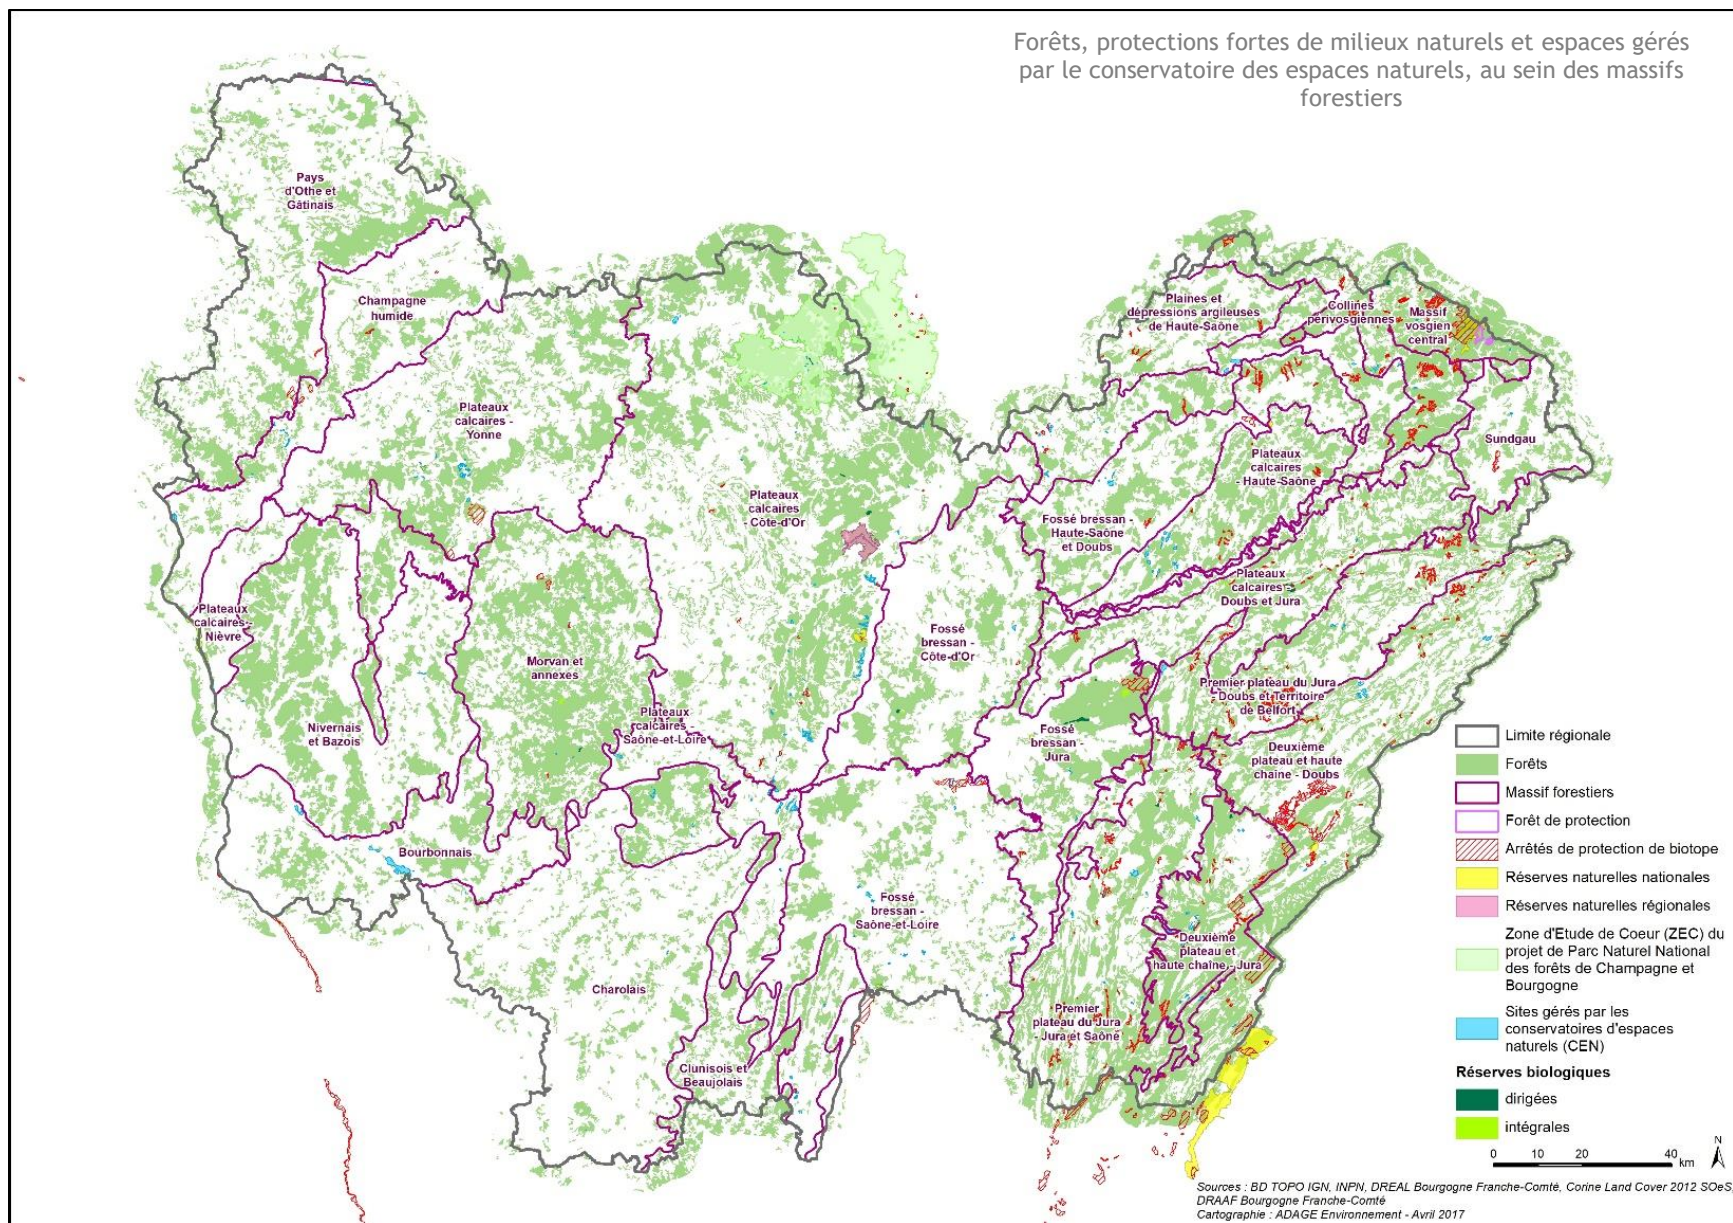 Forêts, protections fortes de milieux naturels et espaces gérés
par le conservatoire des espaces naturels, au sein des massifs
forestiers
Pays
d'Othe et
Gâtinais
Champagne
humide
Plaines et
dépressions argileuses
de Haute-Saône
Collines
périvosgiennes
Massif
vosgien
central
Plateaux
calcaires -
Yonne
Sundgau
Plateaux
calcaires
- Haute-Saône
Plateaux
calcaires
- Côte-d'Or
Fossé bressan -
Haute-Saône
et Doubs
Plateaux
calcaires -
Doubs et Jura
Plateaux
calcaires -
Nièvre
Fossé
bressan -
Côte-d'Or
Morvan et
annexes
Premier plateau du Jura
- Doubs et Territoire
de Belfort
Nivernais
et Bazois
Plateaux
calcaires -
Saône-et-Loire
Fossé
bressan -
Jura
Deuxième
plateau et haute
chaîne - Doubs
Bourbonnais
Fossé
bressan -
Saône-et-Loire
Deuxième
plateau et
haute chaîne - Jura
Charolais
Premier
plateau du Jura
- Jura et Saône
Clunisois et
Beaujolais
Limite régionale
Forêts
Massif forestiers
Forêt de protection
Arrêtés de protection de biotope
Réserves naturelles nationales
Réserves naturelles régionales
Zone d'Etude de Coeur (ZEC) du
projet de Parc Naturel National
des forêts de Champagne et
Bourgogne
Sites gérés par les
conservatoires d'espaces
naturels (CEN)
Réserves biologiques
dirigées
intégrales
0 10 20 40 km
N
Sources : BD TOPO IGN, INPN, DREAL Bourgogne Franche-Comté, Corine Land Cover 2012 SOeS,
DRAAF Bourgogne Franche-Comté
Cartographie : ADAGE Environnement - Avril 2017